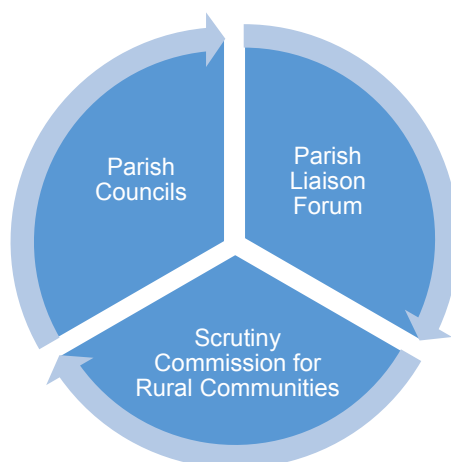 Parish
Councils
Parish
Liaison
Forum
Scrutiny
Commission for
Rural Communities